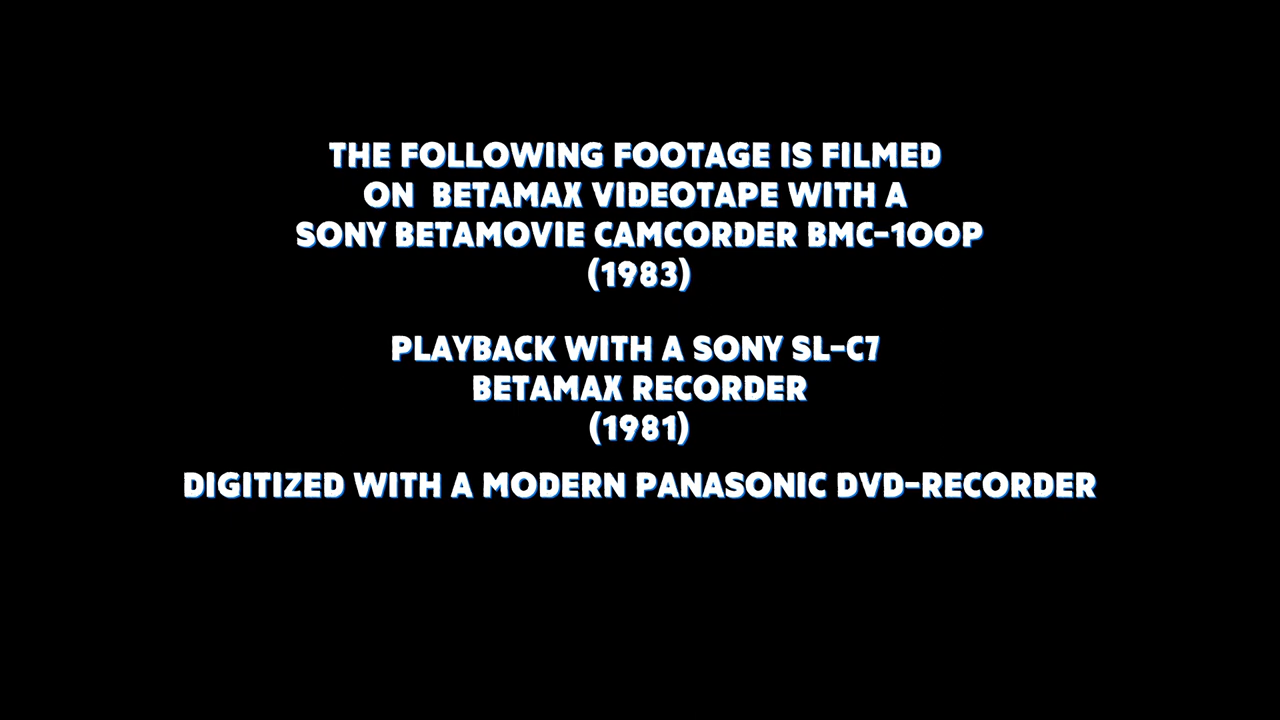 THE FOLLOWING FOOTAGE IS FILMED
ON  BETAMAX VIDEOTAPE WITH A
SONY BETAMOVIE CAMCORDER BMC-100P
(1983)
PLAYBACK WITH A SONY SL-C7
BETAMAX RECORDER
(1981)
DIGITIZED WITH A MODERN PANASONIC DVD-RECORDER